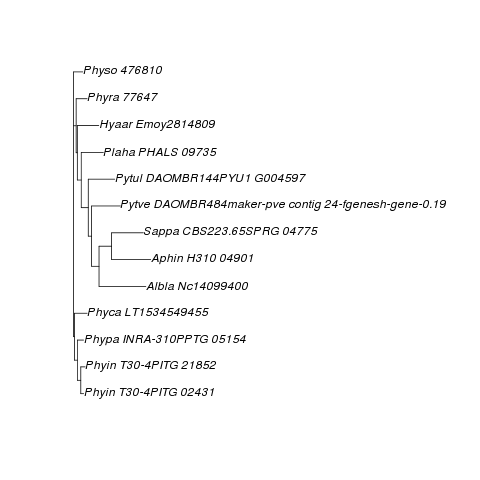 Physo 476810
Phyra 77647
Hyaar Emoy2814809
Plaha PHALS 09735
Pytul DAOMBR144PYU1 G004597
Pytve DAOMBR484maker-pve contig 24-fgenesh-gene-0.19
Sappa CBS223.65SPRG 04775
Aphin H310 04901
Albla Nc14099400
Phyca LT1534549455
Phypa INRA-310PPTG 05154
Phyin T30-4PITG 21852
Phyin T30-4PITG 02431